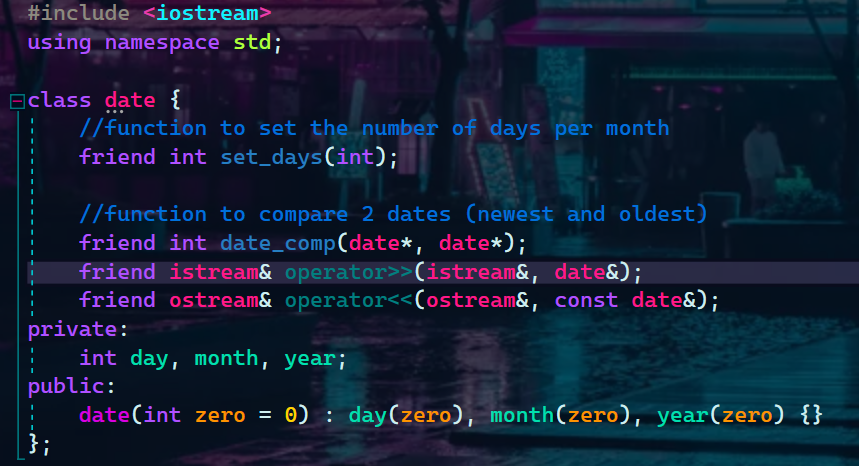 #include <iostream>
using namespace std;
class date {
//function to set the number of days per month
friend int set_days(int);
//function to compare 2 dates (newest and oldest)
friend int date_comp(date*, date*);
friend istream& operator>>(istream&, date&);
friend ostream& operator<<(ostream&, const date&);
private:
int day, month, year;
public:
date(int zero = 0) : day(zero), month(zero), year(zero) {}
};